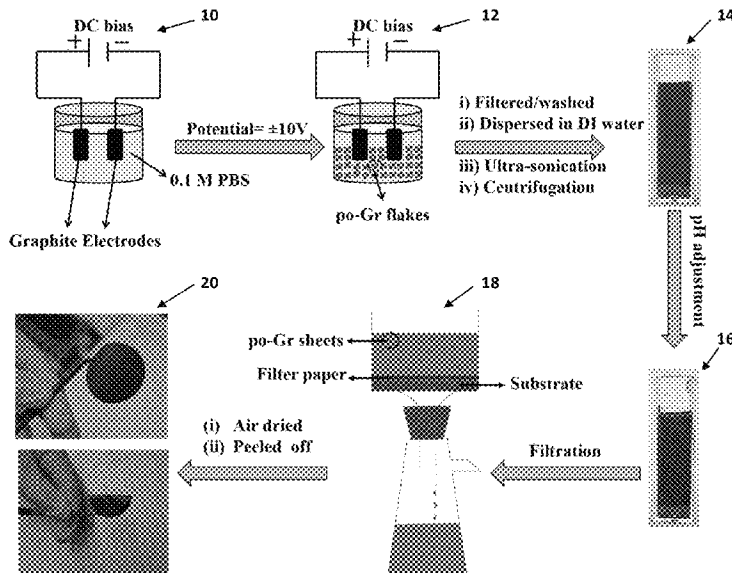 DC bias
10
+ −
0.1 M PBS
Graphite Electrodes
Potential= ±10V
DC bias
12
+ −
po-Gr flakes
i) Filtered/washed
ii) Dispersed in DI water
iii) Ultra-sonication
iv) Centrifugation
14
pH adjustment
16
Filtration
18
po-Gr sheets
Filter paper
Substrate
(i) Air dried
(ii) Peeled off
20